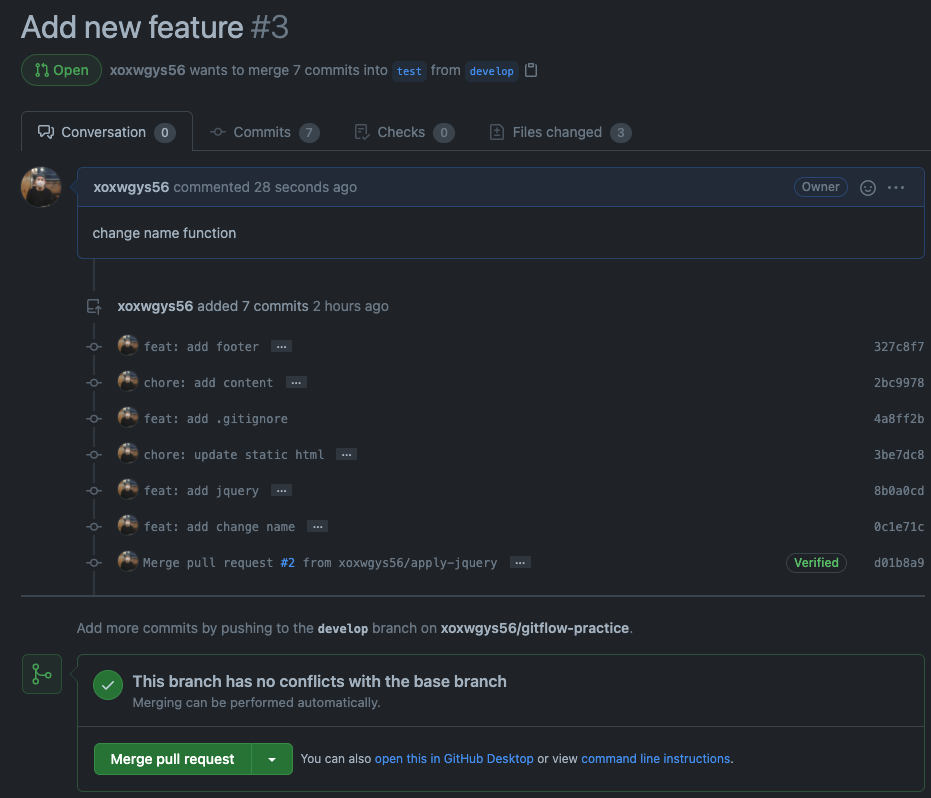 Add new feature #3
Open xoxwgys56 wants to merge 7 commits into test from develop
Conversation 0 Commits 7 Checks 0 Files changed 3
xoxwgys56 commented 28 seconds ago Owner ...
change name function
xoxwgys56 added 7 commits 2 hours ago
feat: add footer ... 327c8f7
chore: add content ... 2bc9978
feat: add .gitignore 4a8ff2b
chore: update static html ... 3be7dc8
feat: add jquery ... 8b0a0cd
feat: add change name ... 0c1e71c
Merge pull request #2 from xoxwgys56/apply-jquery ... Verified d01b8a9
Add more commits by pushing to the develop branch on xoxwgys56/gitflow-practice.
This branch has no conflicts with the base branch
Merging can be performed automatically.
Merge pull request You can also open this in GitHub Desktop or view command line instructions.